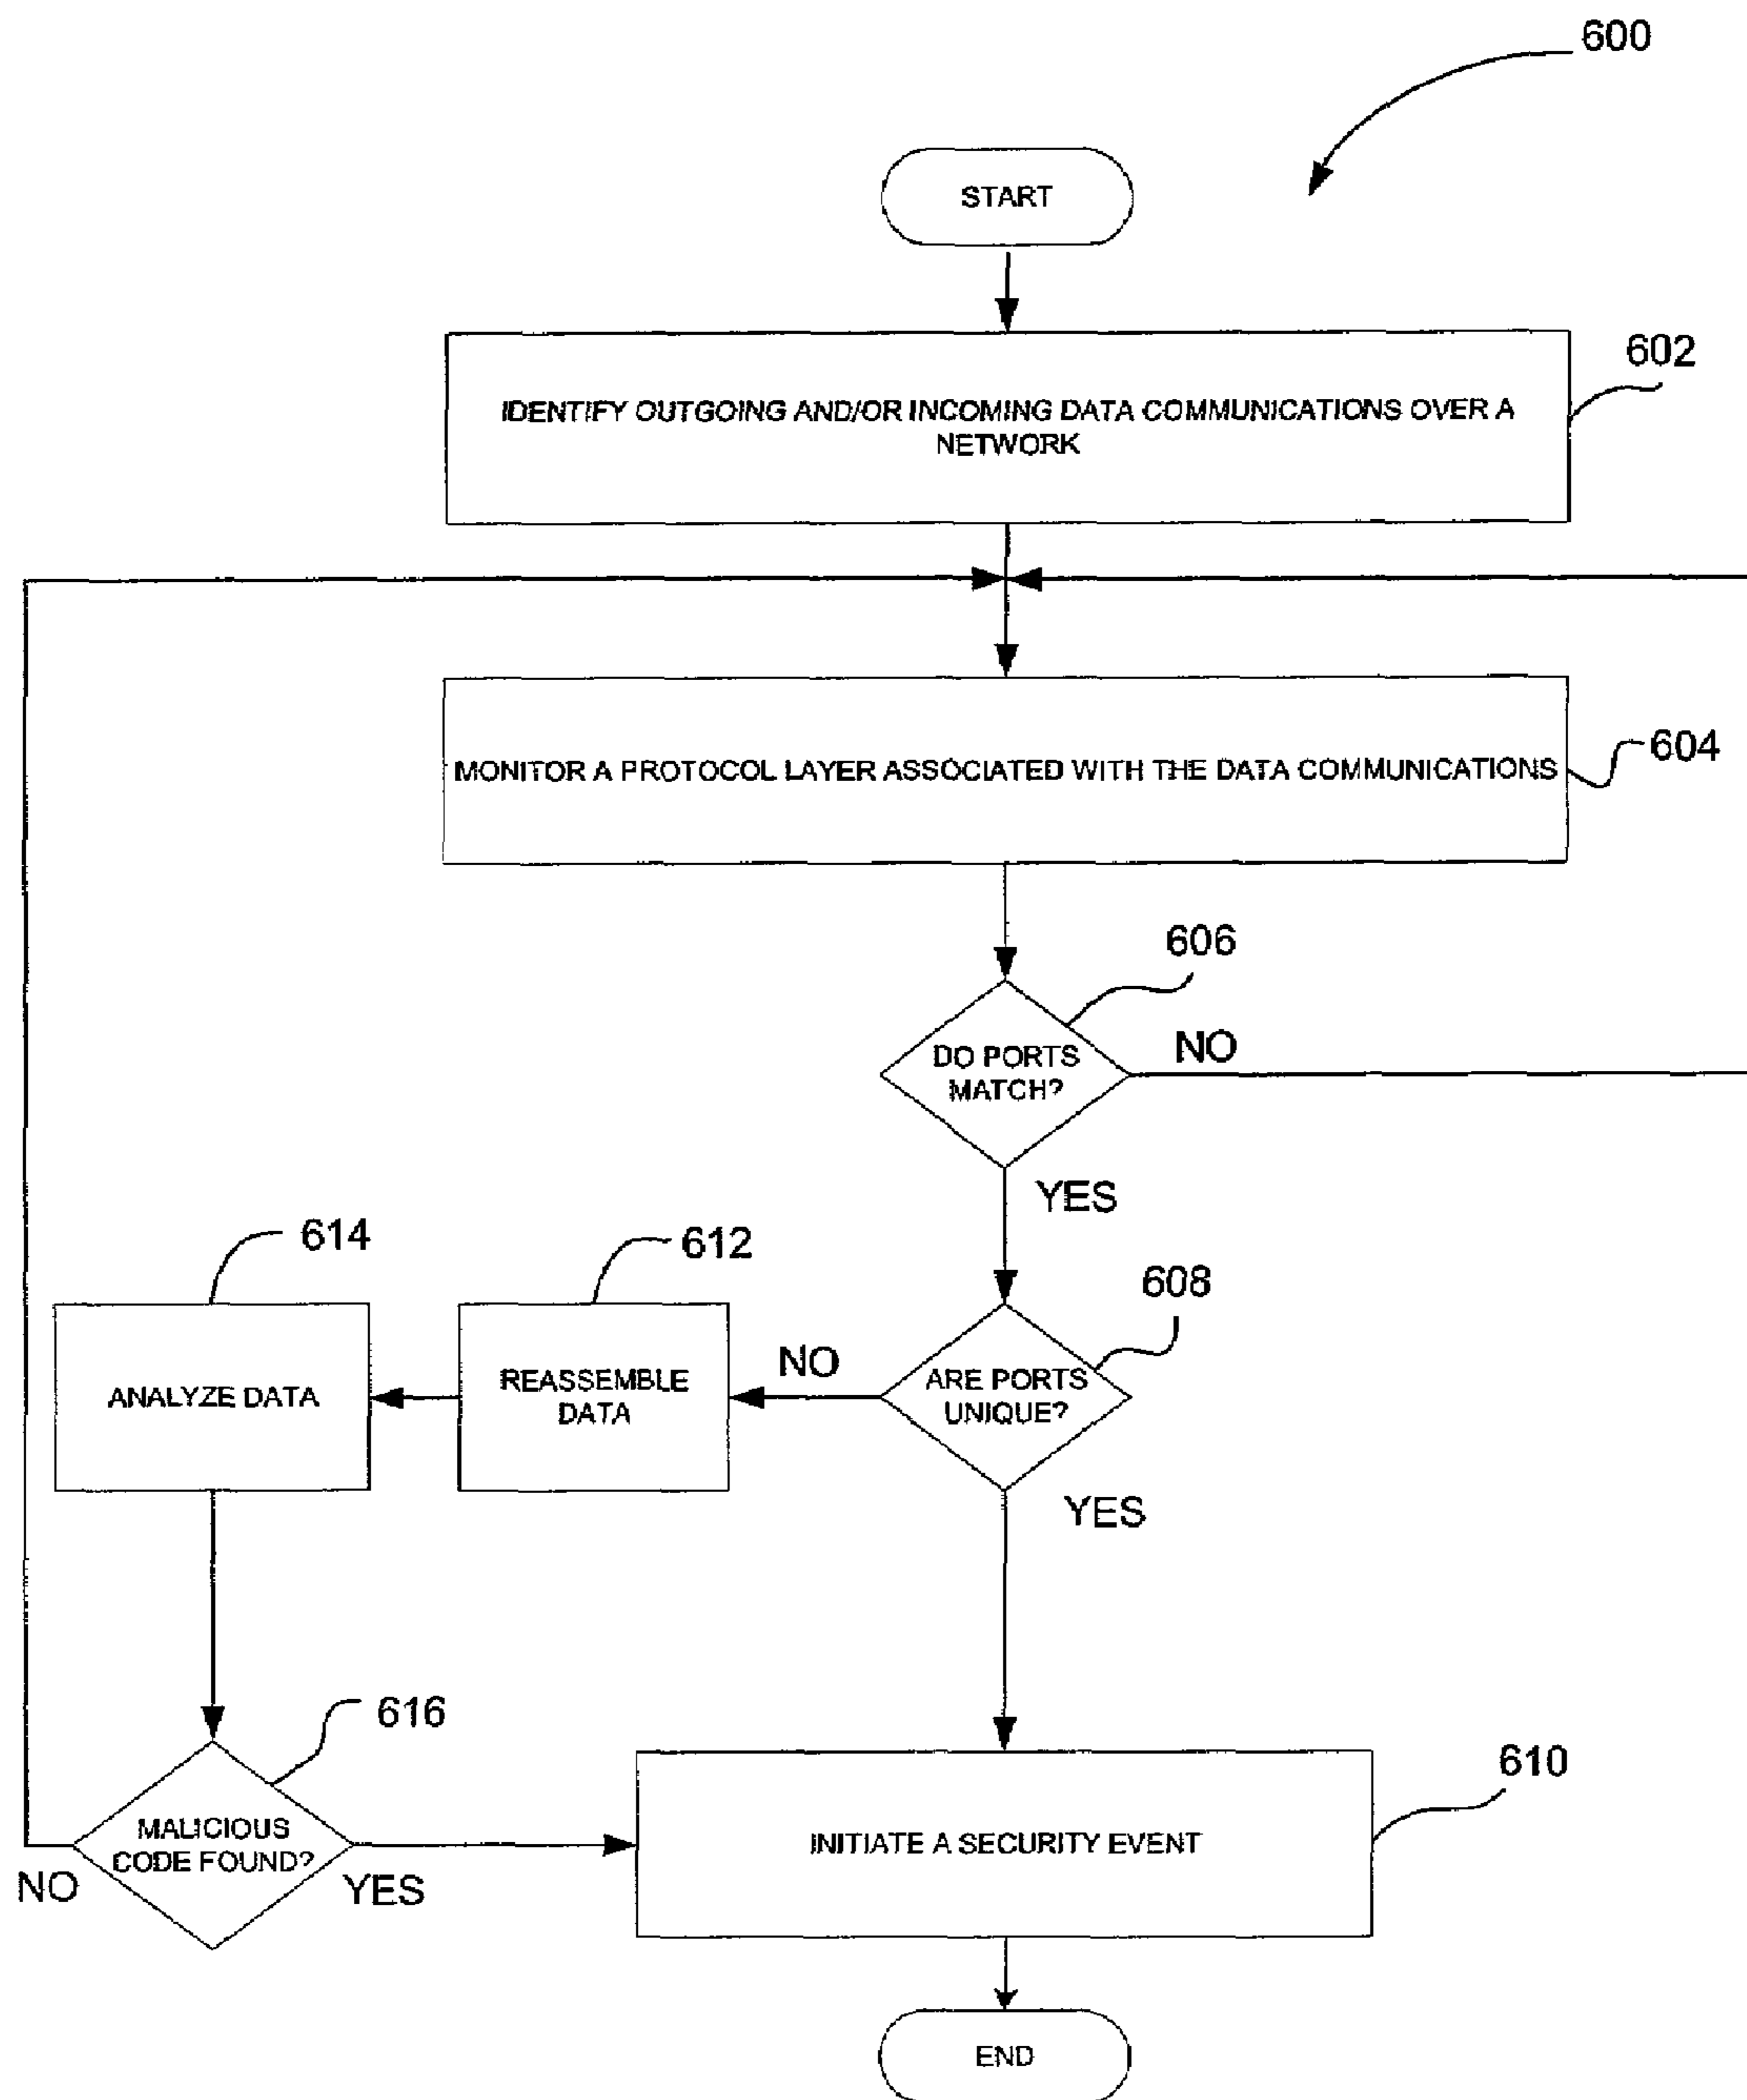 600
START
602
IDENTIFY OUTGOING AND/OR INCOMING DATA COMMUNICATIONS OVER A
NETWORK
604
MONITOR A PROTOCOL LAYER ASSOCIATED WITH THE DATA COMMUNICATIONS
606
DO PORTS
MATCH?
NO
YES
614
612
608
ANALYZE DATA
REASSEMBLE
DATA
NO
ARE PORTS
UNIQUE?
YES
616
610
MALICIOUS
CODE FOUND?
NO
YES
INITIATE A SECURITY EVENT
END